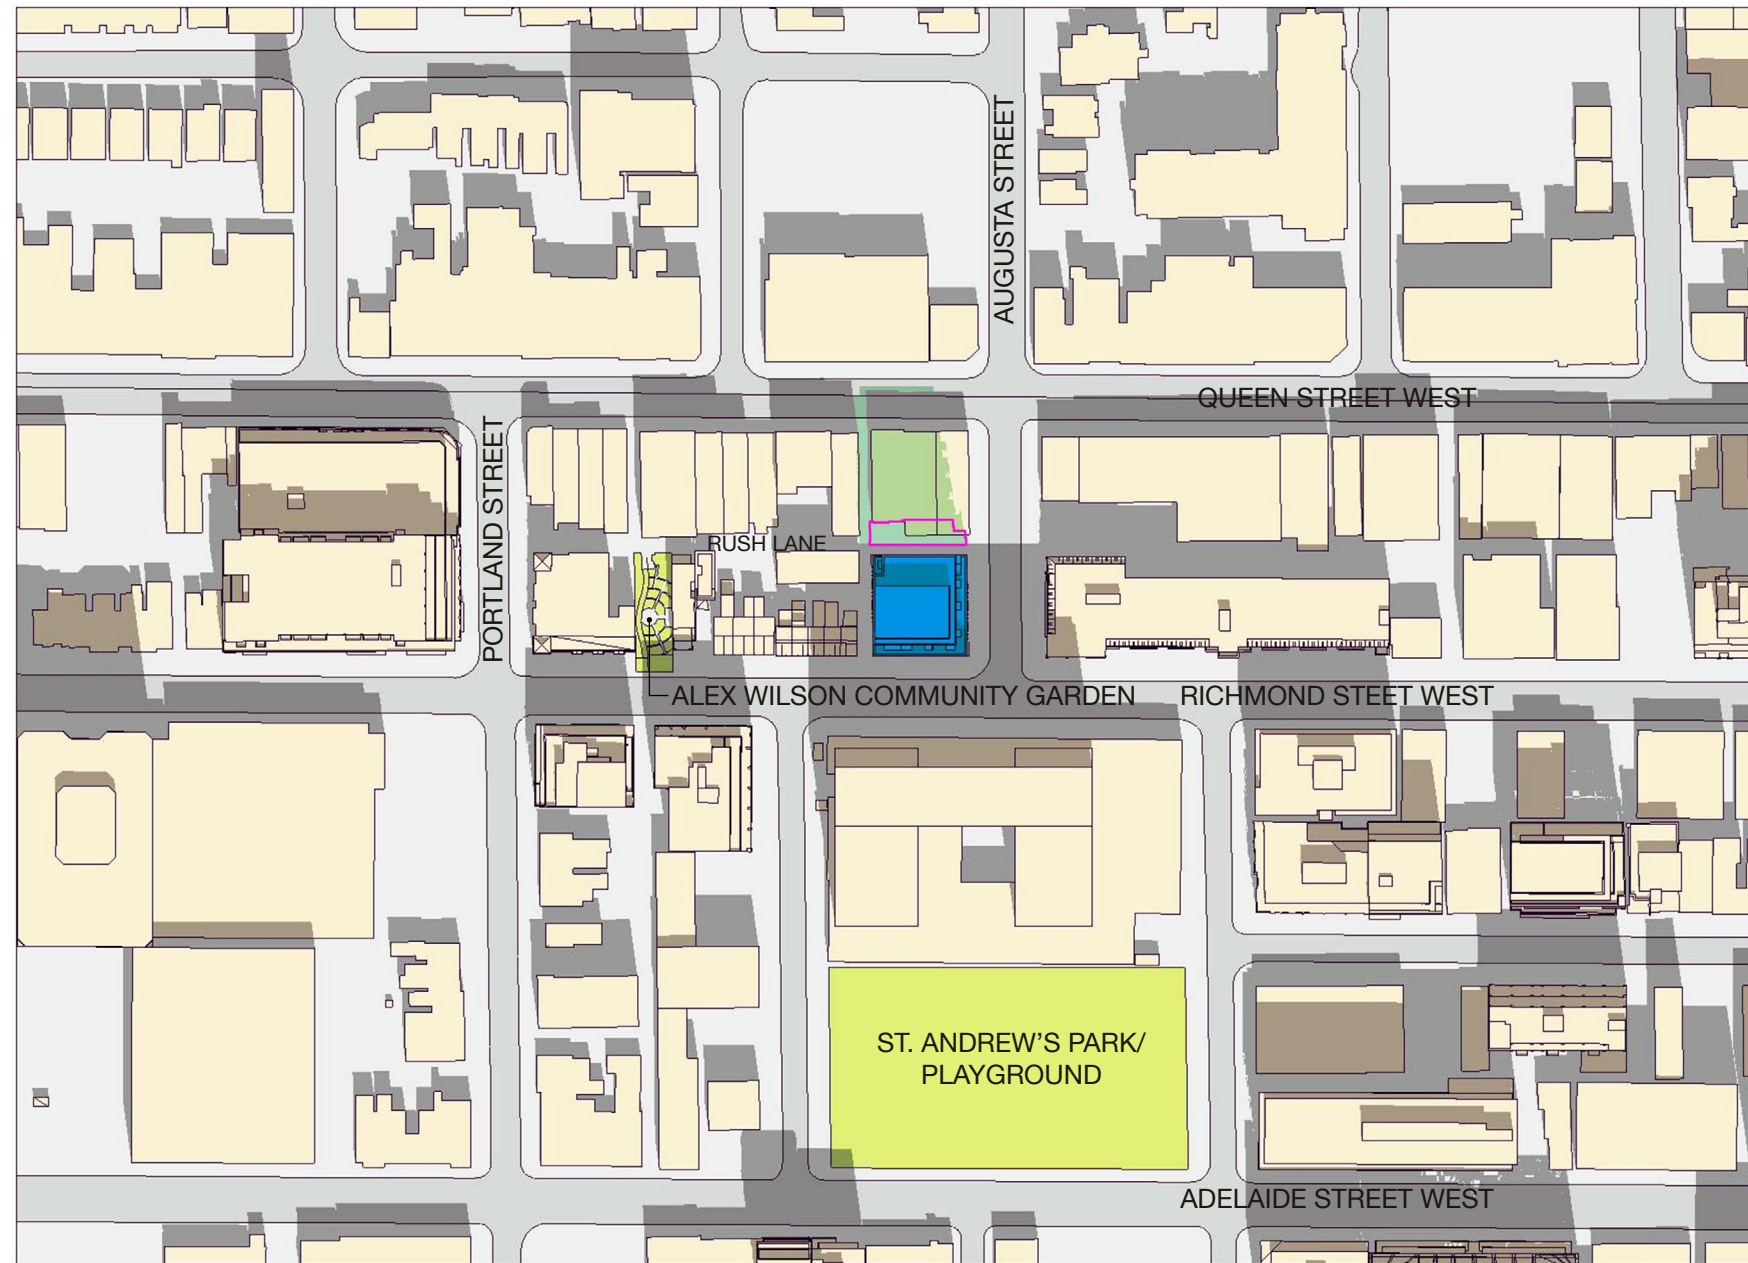 AUGUSTA STREET
QUEEN STREET WEST
PORTLAND STREET
RUSH LANE
ALEX WILSON COMMUNITY GARDEN
RICHMOND STEET WEST
ST. ANDREW'S PARK/
PLAYGROUND
ADELAIDE STREET WEST